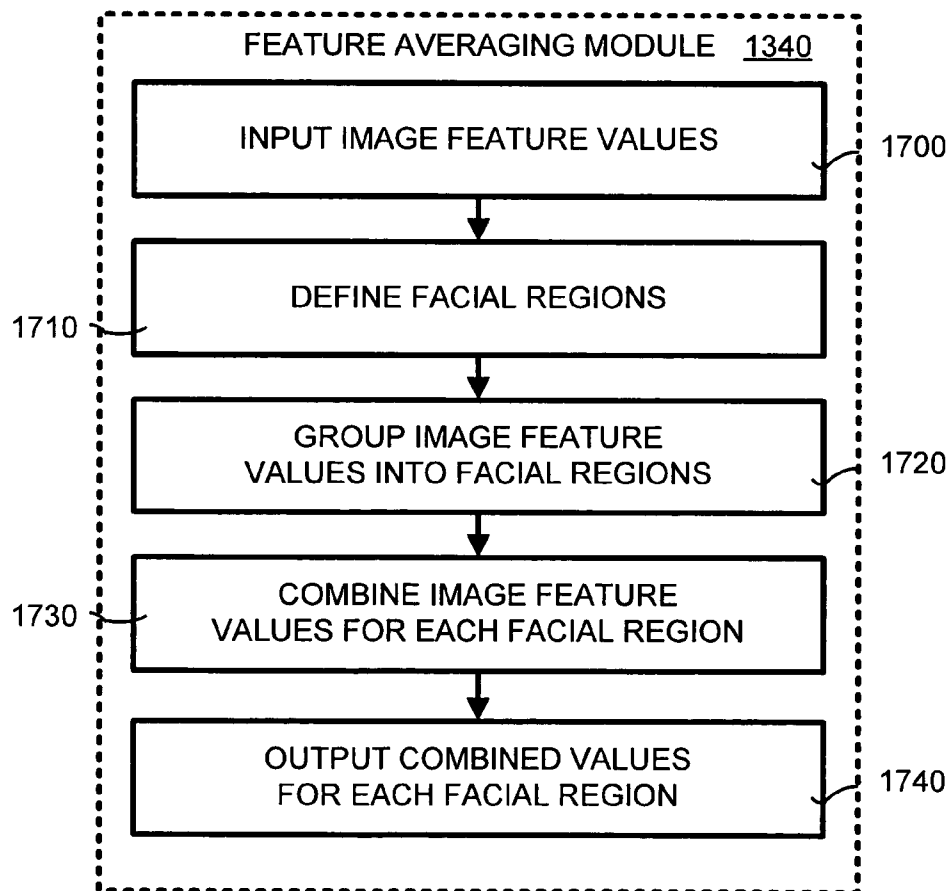 FEATURE AVERAGING MODULE 1340
INPUT IMAGE FEATURE VALUES
1700
DEFINE FACIAL REGIONS
1710
GROUP IMAGE FEATURE
VALUES INTO FACIAL REGIONS
1720
COMBINE IMAGE FEATURE
VALUES FOR EACH FACIAL REGION
1730
OUTPUT COMBINED VALUES
FOR EACH FACIAL REGION
1740